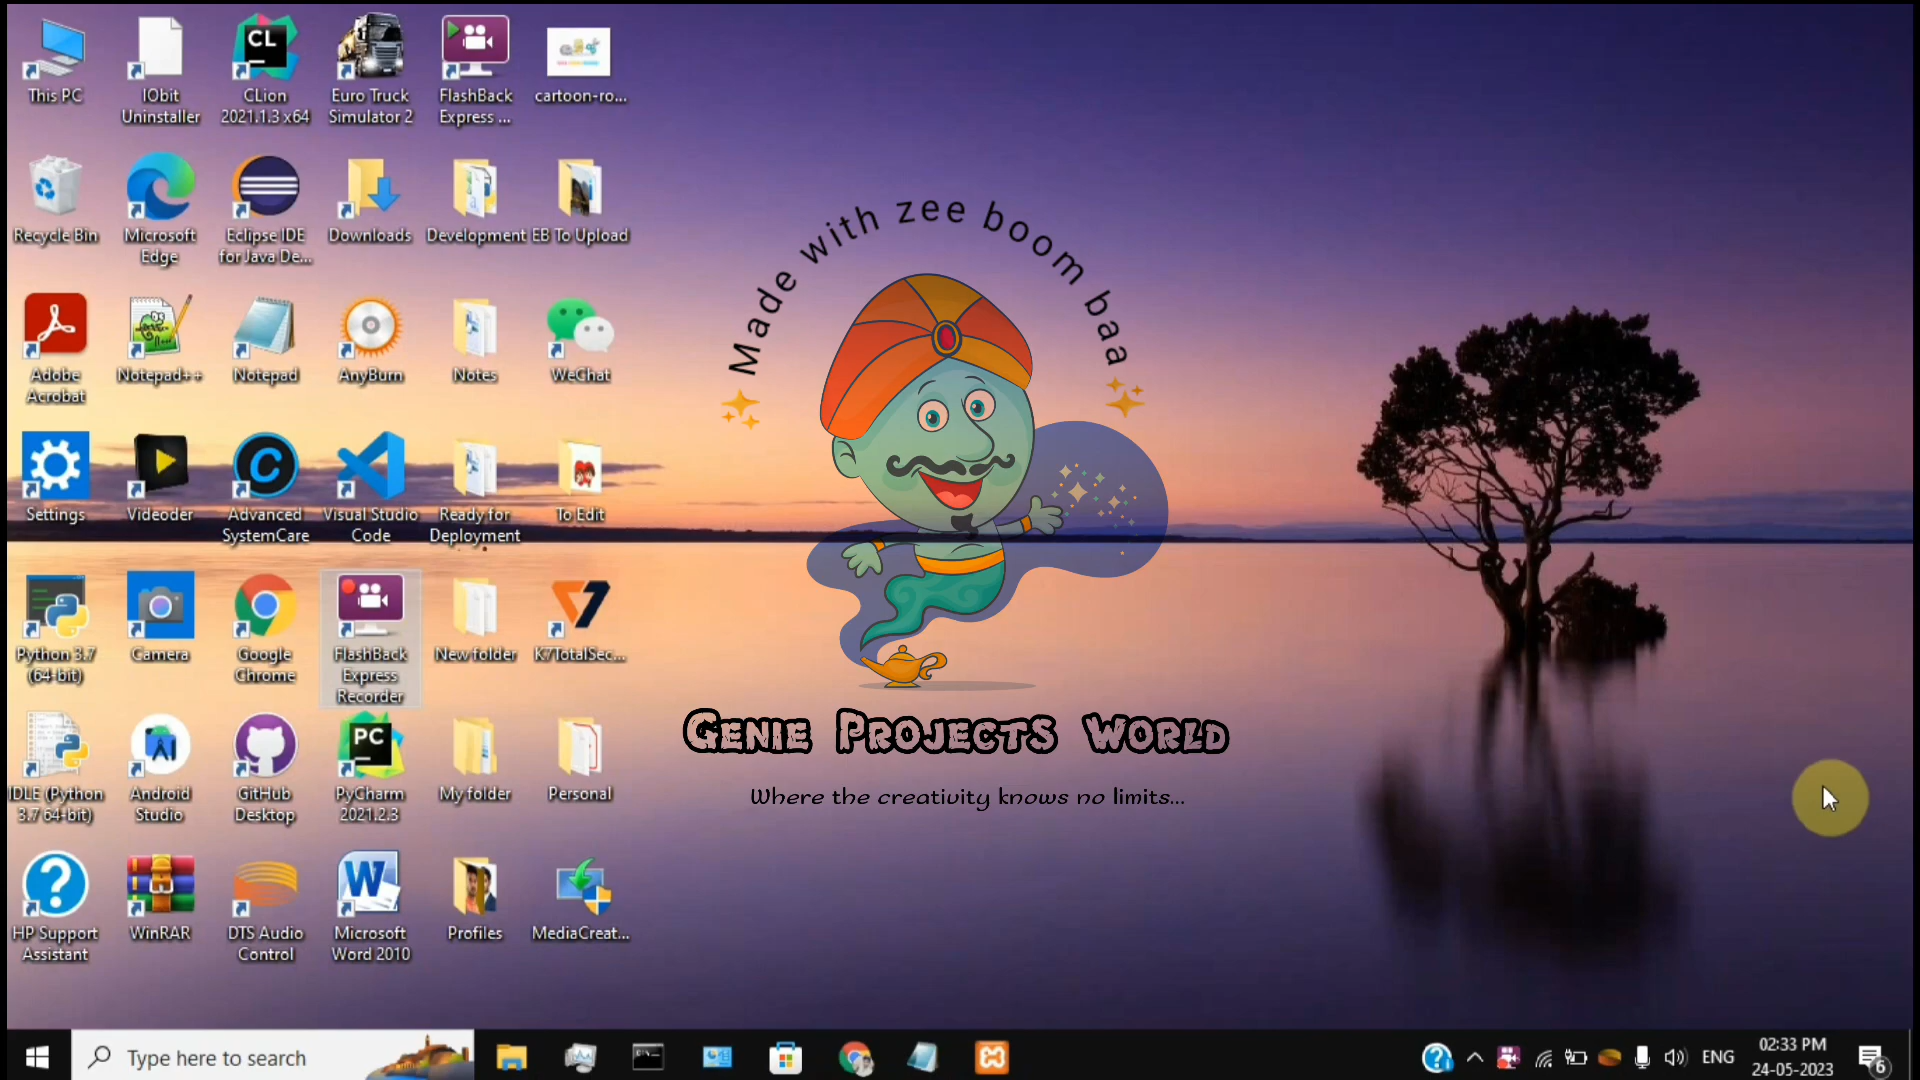 This PC
IObit
Uninstaller
CL
CLion
2021.1.3 x64
Euro Truck
Simulator 2
FlashBack
Express ...
cartoon-ro...
Recycle Bin
Microsoft
Edge
Eclipse IDE
for Java De...
Downloads
Development
EB To Upload
Adobe
Acrobat
Notepad++
Notepad
AnyBurn
Notes
WeChat
Settings
Videoder
Advanced
SystemCare
Visual Studio
Code
Ready for
Deployment
To Edit
Python 3.7
(64-bit)
Camera
Google
Chrome
FlashBack
Express
Recorder
New folder
K7TotalSec...
IDLE (Python
3.7 64-bit)
Android
Studio
GitHub
Desktop
PC
PyCharm
2021.2.3
My folder
Personal
HP Support
Assistant
WinRAR
DTS Audio
Control
W
Microsoft
Word 2010
Profiles
MediaCreat...
Made with zee boom baa
Genie Projects World
Where the creativity knows no limits...
Type here to search
ENG
02:33 PM
24-05-2023
6